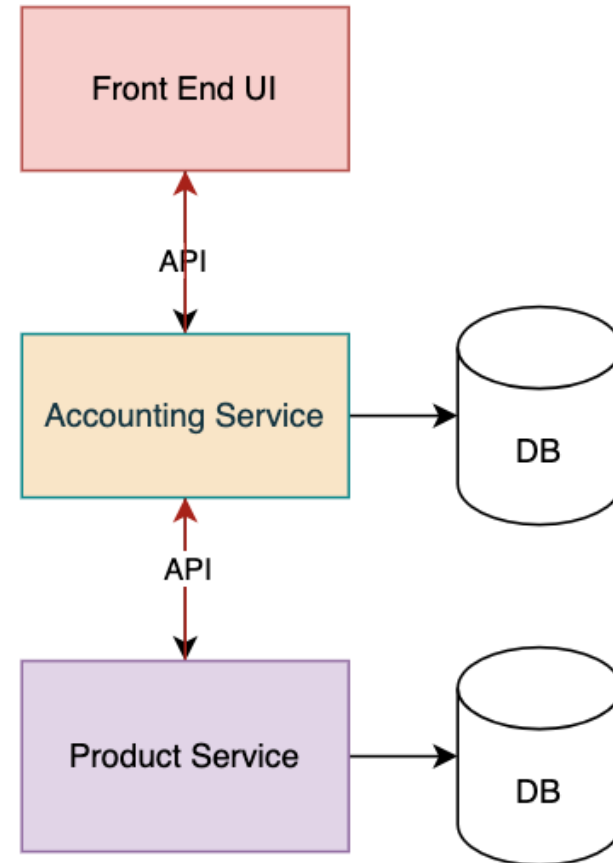 Front End UI
API
Accounting Service
DB
API
Product Service
DB